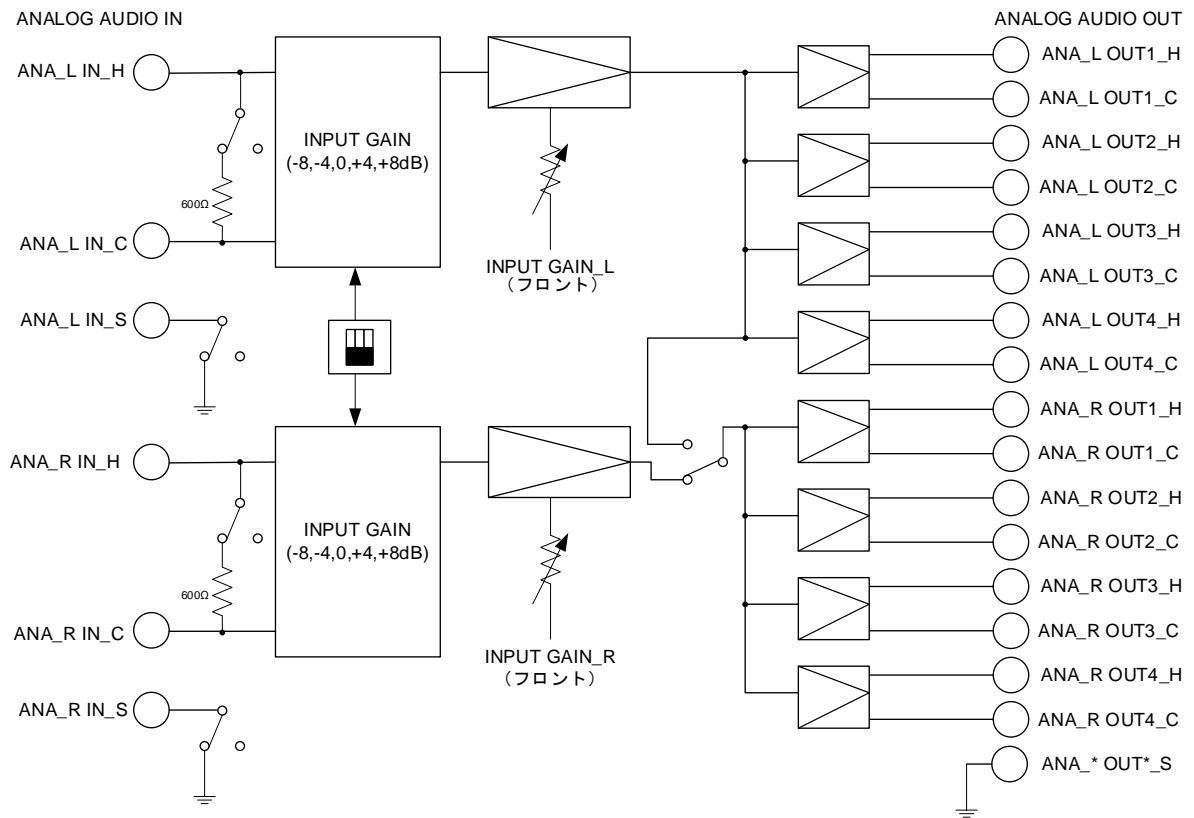 ANALOG AUDIO IN
ANALOG AUDIO OUT
ANA_L IN_H
ANA_L IN_C
ANA_L IN_S
ANA_R IN_H
ANA_R IN_C
ANA_R IN_S
600Ω
600Ω
INPUT GAIN
(-8,-4,0,+4,+8dB)
INPUT GAIN
(-8,-4,0,+4,+8dB)
INPUT GAIN_L
(フロント)
INPUT GAIN_R
(フロント)
ANA_L OUT1_H
ANA_L OUT1_C
ANA_L OUT2_H
ANA_L OUT2_C
ANA_L OUT3_H
ANA_L OUT3_C
ANA_L OUT4_H
ANA_L OUT4_C
ANA_R OUT1_H
ANA_R OUT1_C
ANA_R OUT2_H
ANA_R OUT2_C
ANA_R OUT3_H
ANA_R OUT3_C
ANA_R OUT4_H
ANA_R OUT4_C
ANA_* OUT*_S